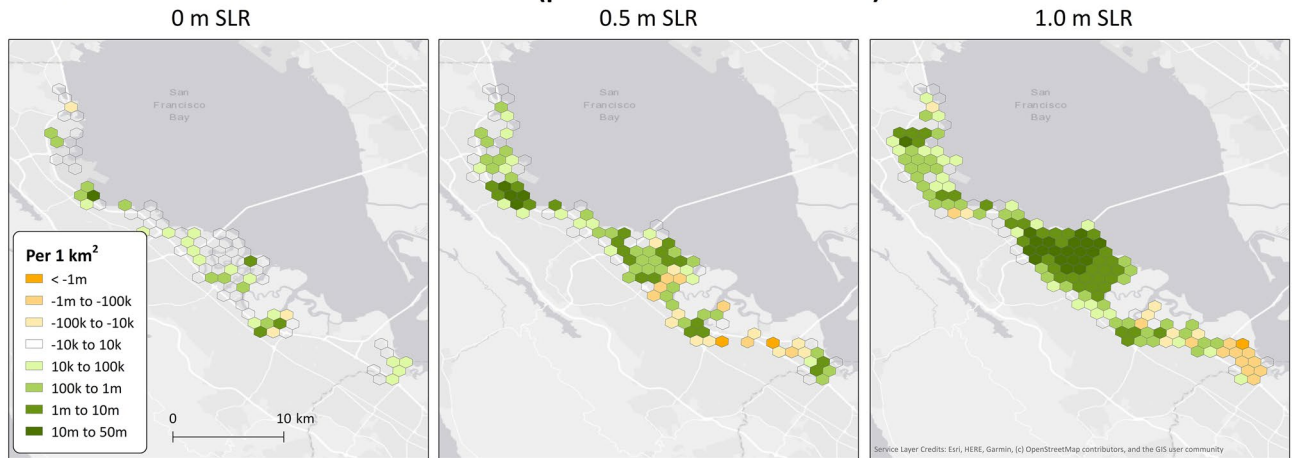 0 m SLR
0.5 m SLR
1.0 m SLR
San
Francisco
Bay
San
Francisco
Bay
San
Francisco
Bay
Per 1 km²
< -1m
-1m to -100k
-100k to -10k
-10k to 10k
10k to 100k
100k to 1m
1m to 10m
10m to 50m
0 10 km
Service Layer Credits: Esri, HERE, Garmin, (c) OpenStreetMap contributors, and the GIS user community